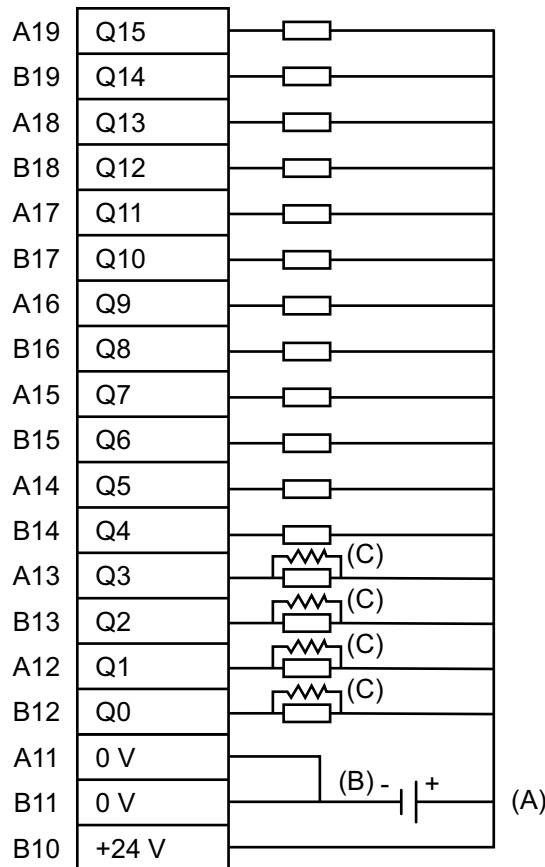 A19 Q15
B19 Q14
A18 Q13
B18 Q12
A17 Q11
B17 Q10
A16 Q9
B16 Q8
A15 Q7
B15 Q6
A14 Q5
B14 Q4
(C)
A13 Q3
(C)
B13 Q2
(C)
A12 Q1
(C)
B12 Q0
A11 0 V
(B) - +
B11 0 V (A)
B10 +24 V